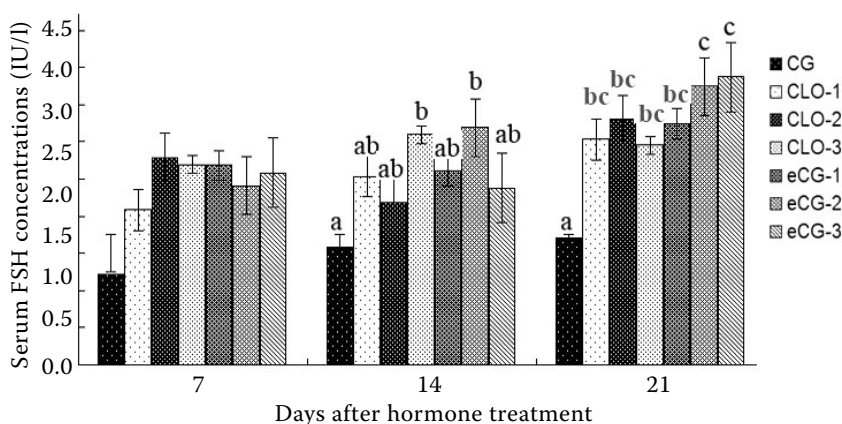 Serum FSH concentrations (IU/l)
4.5
4.0
3.0
2.5
2.0
1.5
1.0
0.5
0.0
a
ab
ab
b
ab
b
ab
a
bc
bc
bc
bc
c
c
7
14
21
Days after hormone treatment
CG
CLO-1
CLO-2
CLO-3
eCG-1
eCG-2
eCG-3